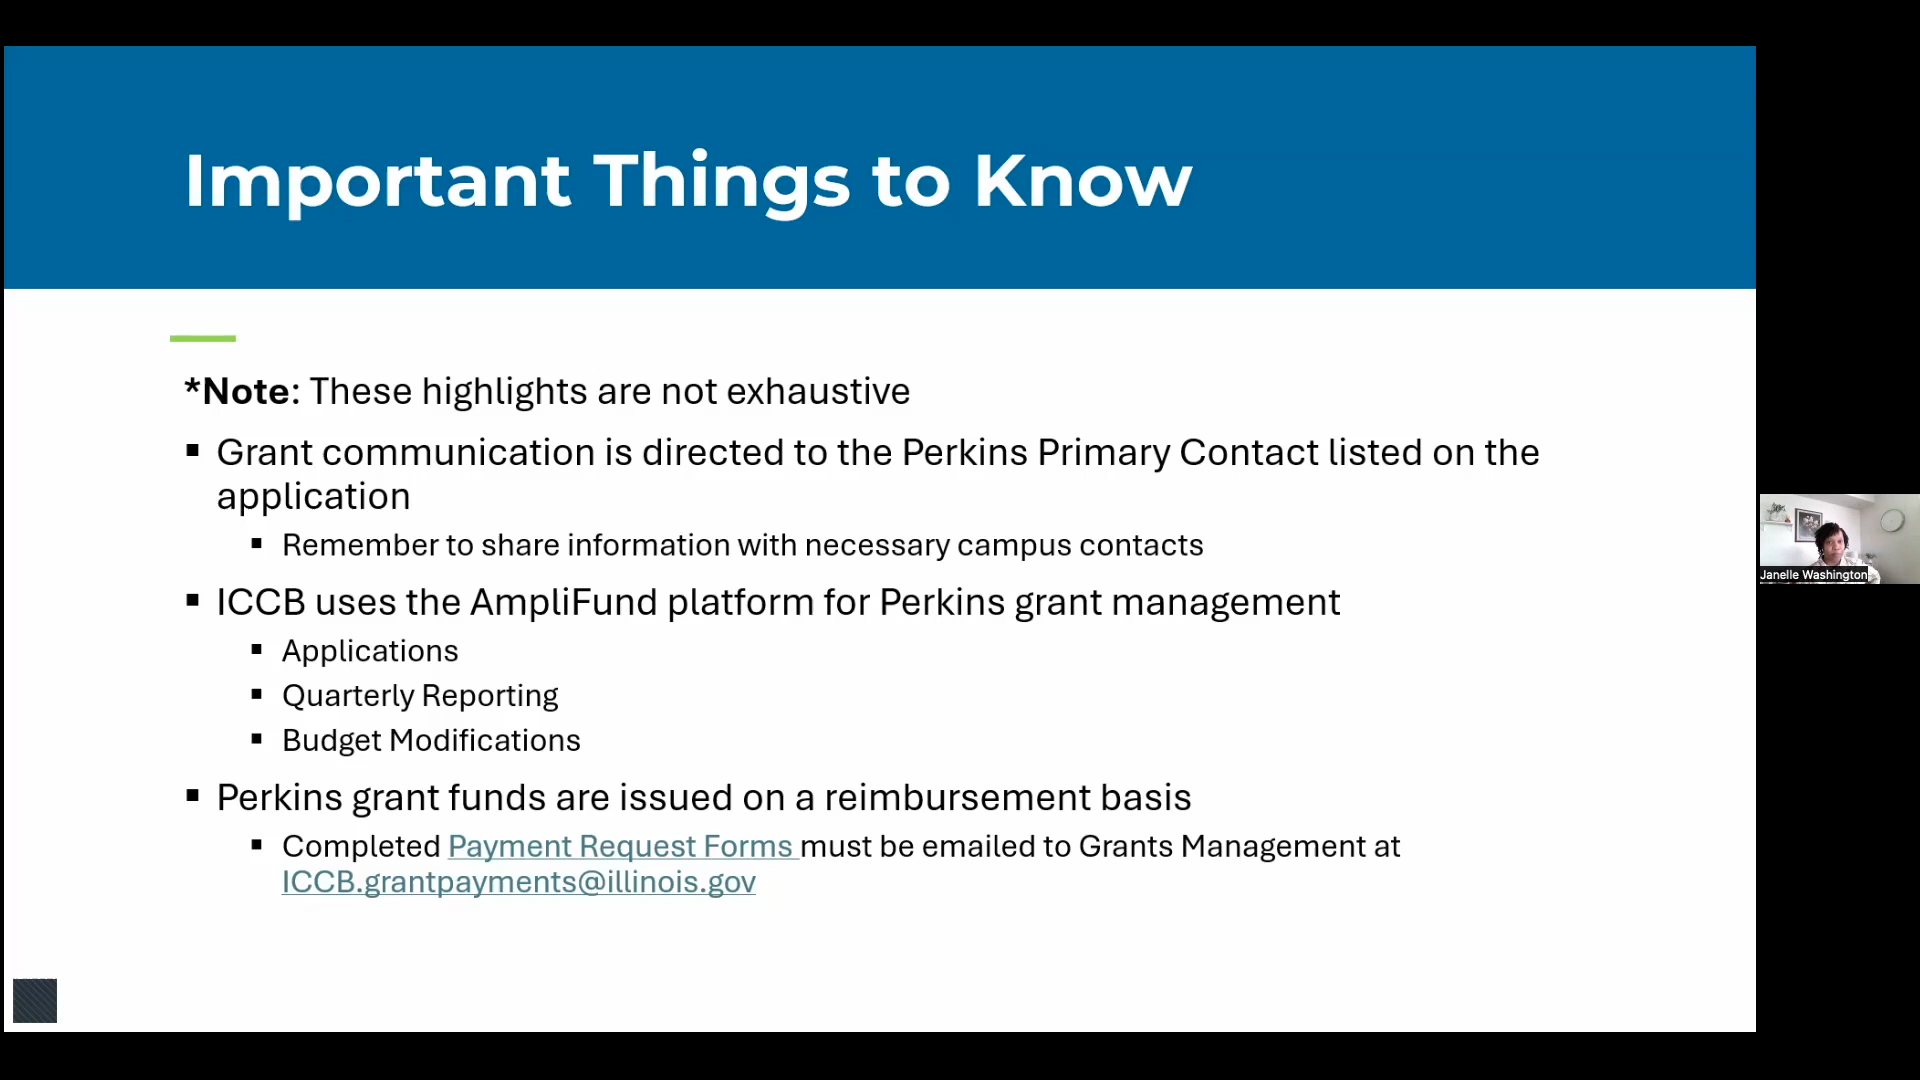 Important Things to Know
*Note: These highlights are not exhaustive
▪ Grant communication is directed to the Perkins Primary Contact listed on the
application
▪ Remember to share information with necessary campus contacts
▪ ICCB uses the AmpliFund platform for Perkins grant management
▪ Applications
▪ Quarterly Reporting
▪ Budget Modifications
▪ Perkins grant funds are issued on a reimbursement basis
▪ Completed Payment Request Forms must be emailed to Grants Management at
ICCB.grantpayments@illinois.gov
Janelle Washington